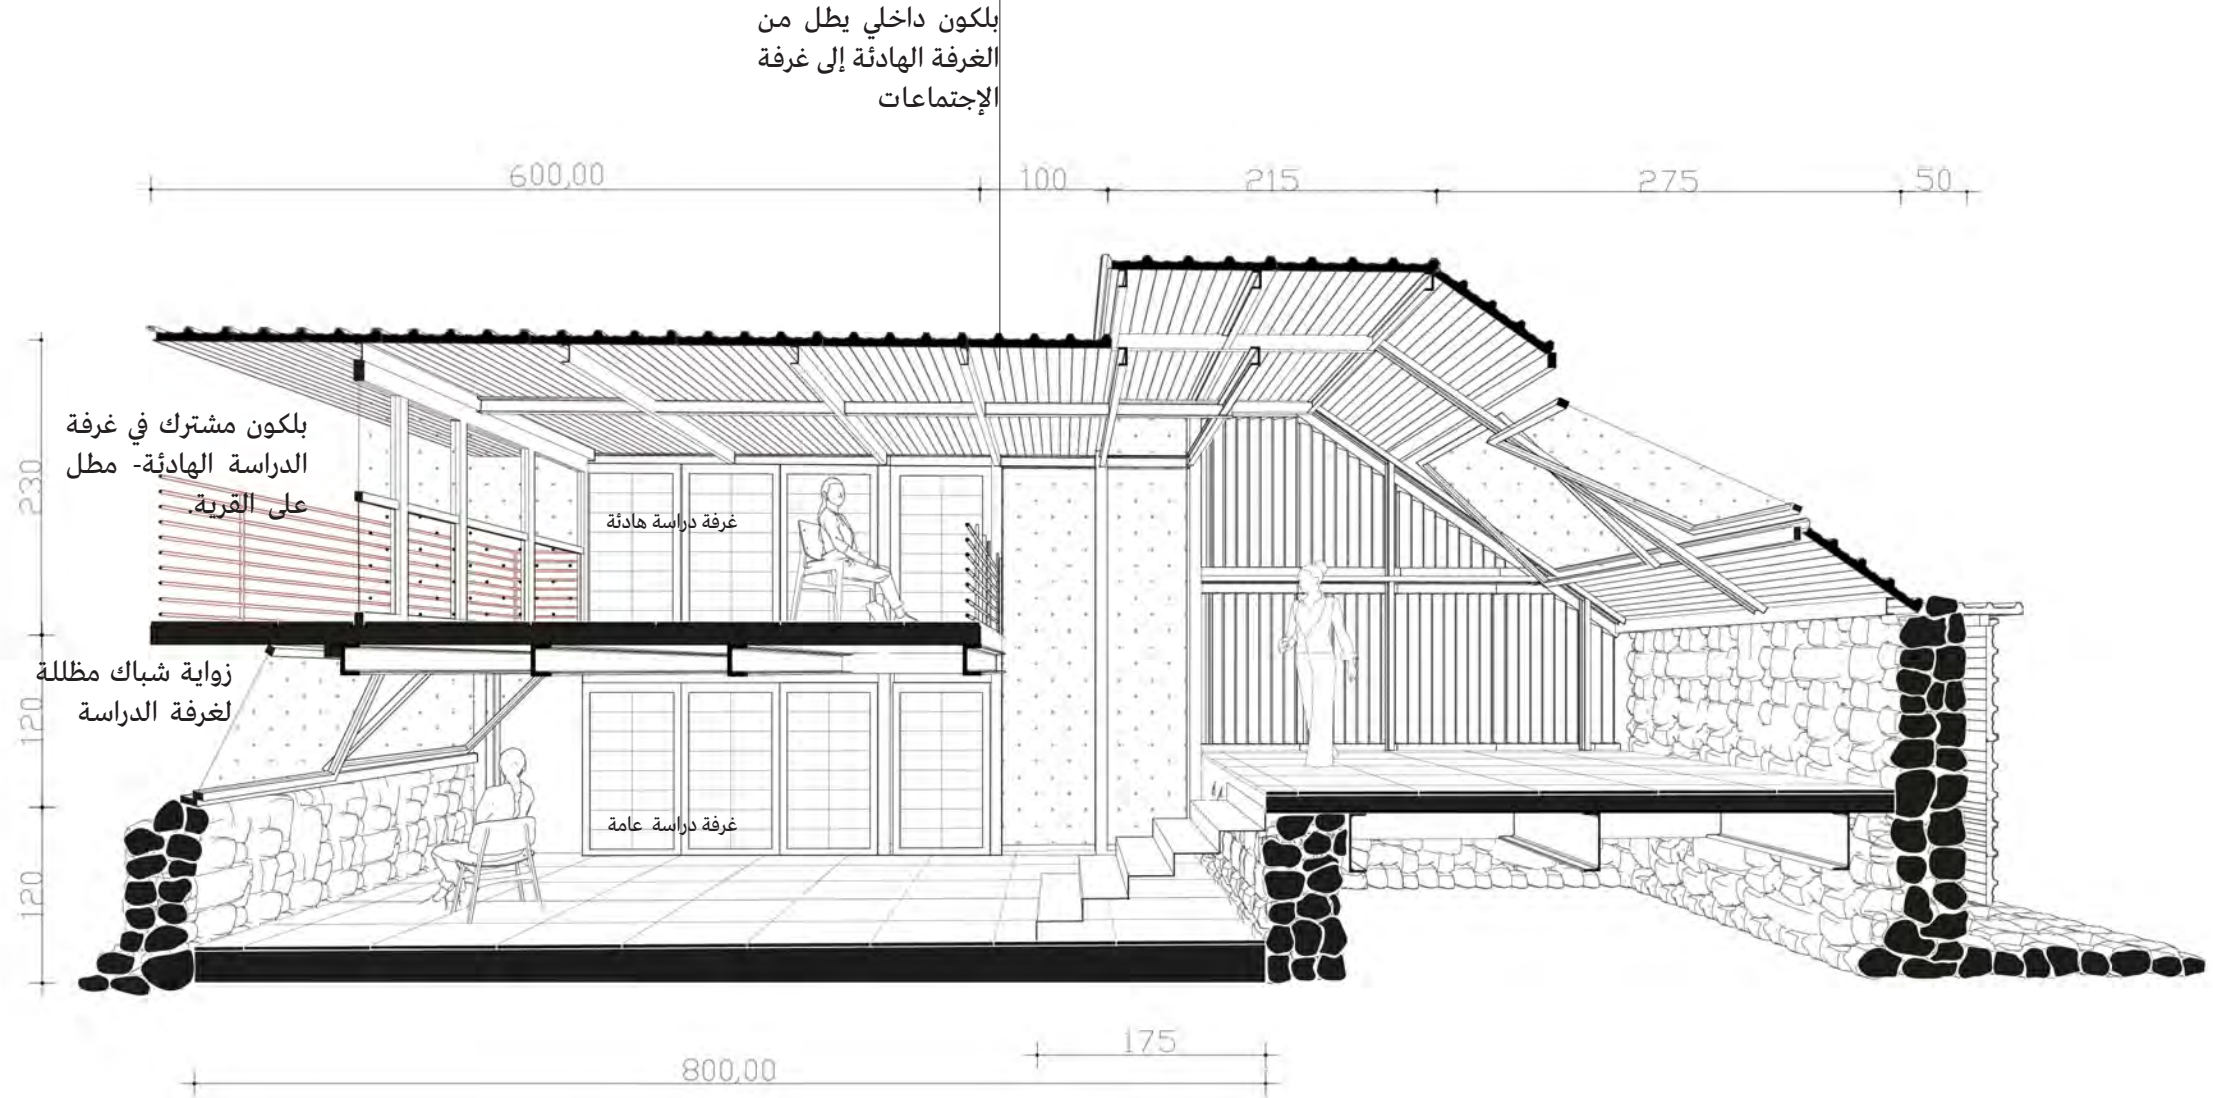 بلكون داخلي يطل من
الغرفة الهادئة إلى غرفة
الإجتماعات
600,00
100
215
275
50
بلكون مشترك في غرفة
الدراسة الهادئة- مطل
على القرية.
230
غرفة دراسة هادئة
زواية شباك مظللة
لغرفة الدراسة
120
غرفة دراسة عامة
120
175
800,00